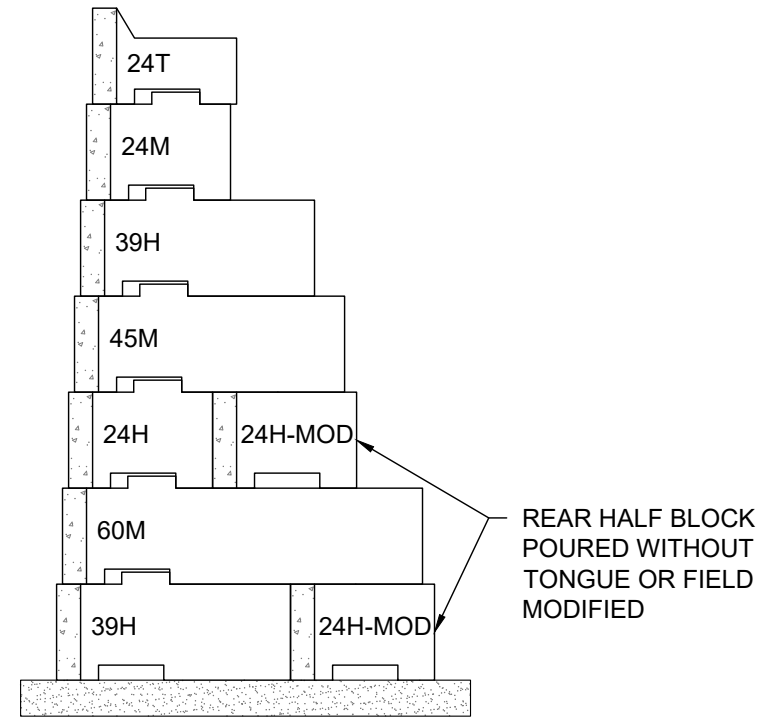 24T
24M
39H
45M
24H 24H-MOD
60M
39H 24H-MOD
REAR HALF BLOCK
POURED WITHOUT
TONGUE OR FIELD
MODIFIED